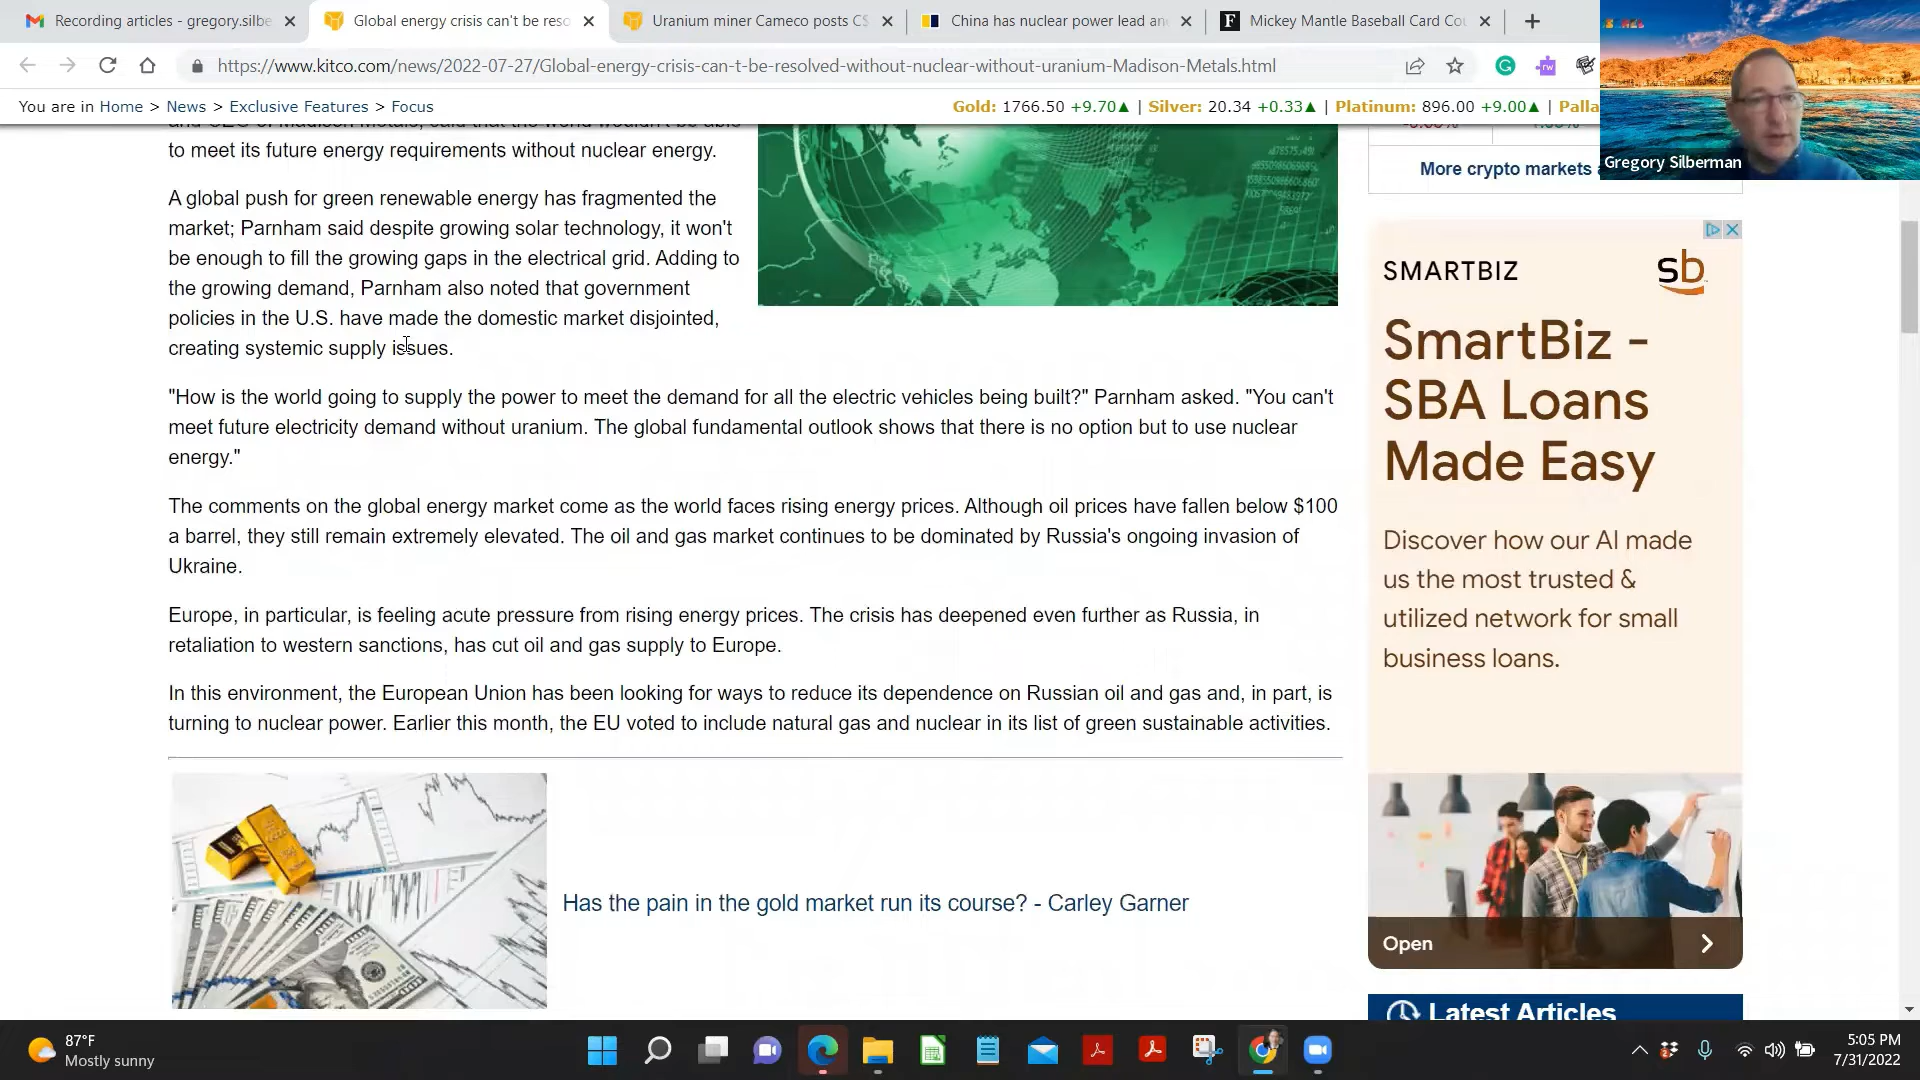 Recording articles - gregory.silbe
Global energy crisis can't be reso
Uranium miner Cameco posts C$
China has nuclear power lead an
Mickey Mantle Baseball Card Cou
https://www.kitco.com/news/2022-07-27/Global-energy-crisis-can-t-be-resolved-without-nuclear-without-uranium-Madison-Metals.html
You are in Home > News > Exclusive Features > Focus
Gold: 1766.50 +9.70▲ | Silver: 20.34 +0.33▲ | Platinum: 896.00 +9.00▲ | Palla
Gregory Silberman
and CEO of Madison Metals, said that the world wouldn't be able
to meet its future energy requirements without nuclear energy.
A global push for green renewable energy has fragmented the
market; Parnham said despite growing solar technology, it won't
be enough to fill the growing gaps in the electrical grid. Adding to
the growing demand, Parnham also noted that government
policies in the U.S. have made the domestic market disjointed,
creating systemic supply issues.
"How is the world going to supply the power to meet the demand for all the electric vehicles being built?" Parnham asked. "You can't
meet future electricity demand without uranium. The global fundamental outlook shows that there is no option but to use nuclear
energy."
The comments on the global energy market come as the world faces rising energy prices. Although oil prices have fallen below $100
a barrel, they still remain extremely elevated. The oil and gas market continues to be dominated by Russia's ongoing invasion of
Ukraine.
Europe, in particular, is feeling acute pressure from rising energy prices. The crisis has deepened even further as Russia, in
retaliation to western sanctions, has cut oil and gas supply to Europe.
In this environment, the European Union has been looking for ways to reduce its dependence on Russian oil and gas and, in part, is
turning to nuclear power. Earlier this month, the EU voted to include natural gas and nuclear in its list of green sustainable activities.
Has the pain in the gold market run its course? - Carley Garner
More crypto markets
SMARTBIZ
sb
SmartBiz -
SBA Loans
Made Easy
Discover how our AI made
us the most trusted &
utilized network for small
business loans.
Open
Latest Articles
87°F
Mostly sunny
5:05 PM
7/31/2022